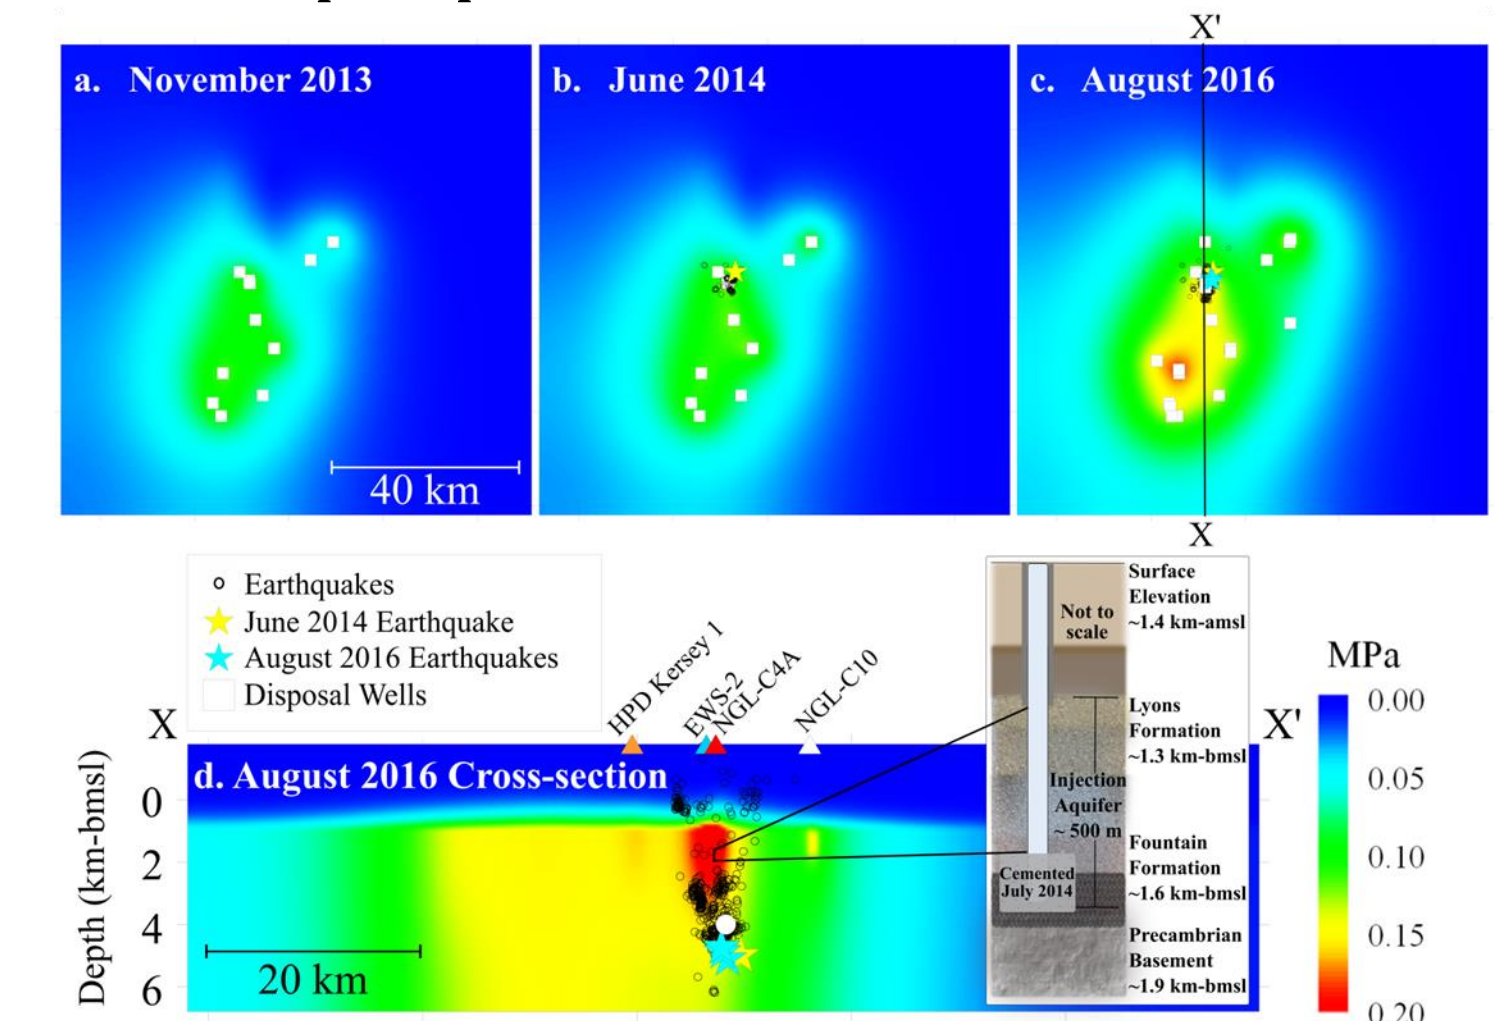 X'
a. November 2013
b. June 2014
c. August 2016
40 km
X
Earthquakes
June 2014 Earthquake
August 2016 Earthquakes
Disposal Wells
HPD Kersey 1
EWS-2
NGL-C4A
NGL-C10
X
X'
d. August 2016 Cross-section
Depth (km-bmsl)
0
2
4
6
20 km
Not to
scale
Injection
Aquifer
~ 500 m
Cemented
July 2014
Surface
Elevation
~1.4 km-amsl
Lyons
Formation
~1.3 km-bmsl
Fountain
Formation
~1.6 km-bmsl
Precambrian
Basement
~1.9 km-bmsl
MPa
0.00
0.05
0.10
0.15
0.20